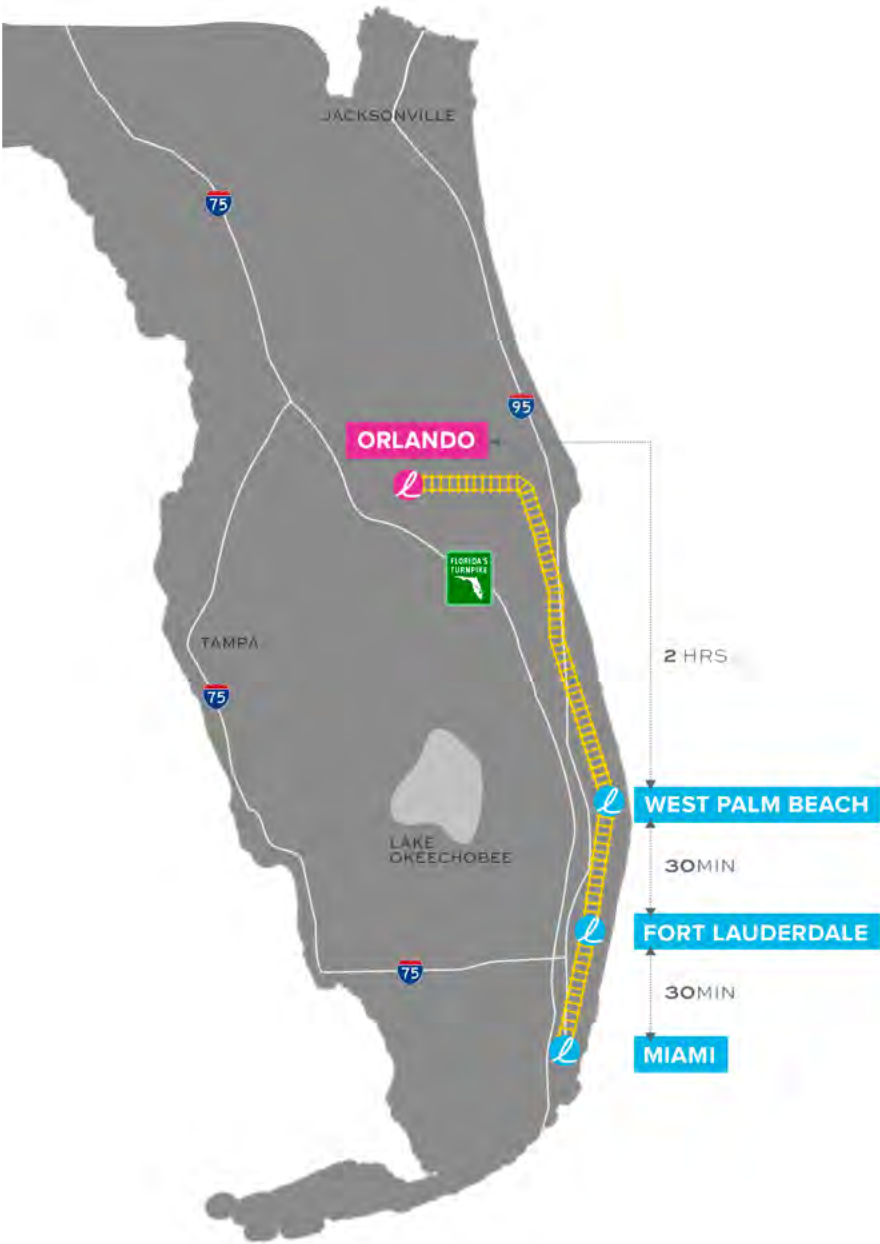 JACKSONVILLE
75
95
ORLANDO
FLORIDA'S
TURNPIKE
TAMPA
2 HRS
75
WEST PALM BEACH
LAKE
OKEECHOBEE
30MIN
FORT LAUDERDALE
75
30MIN
MIAMI